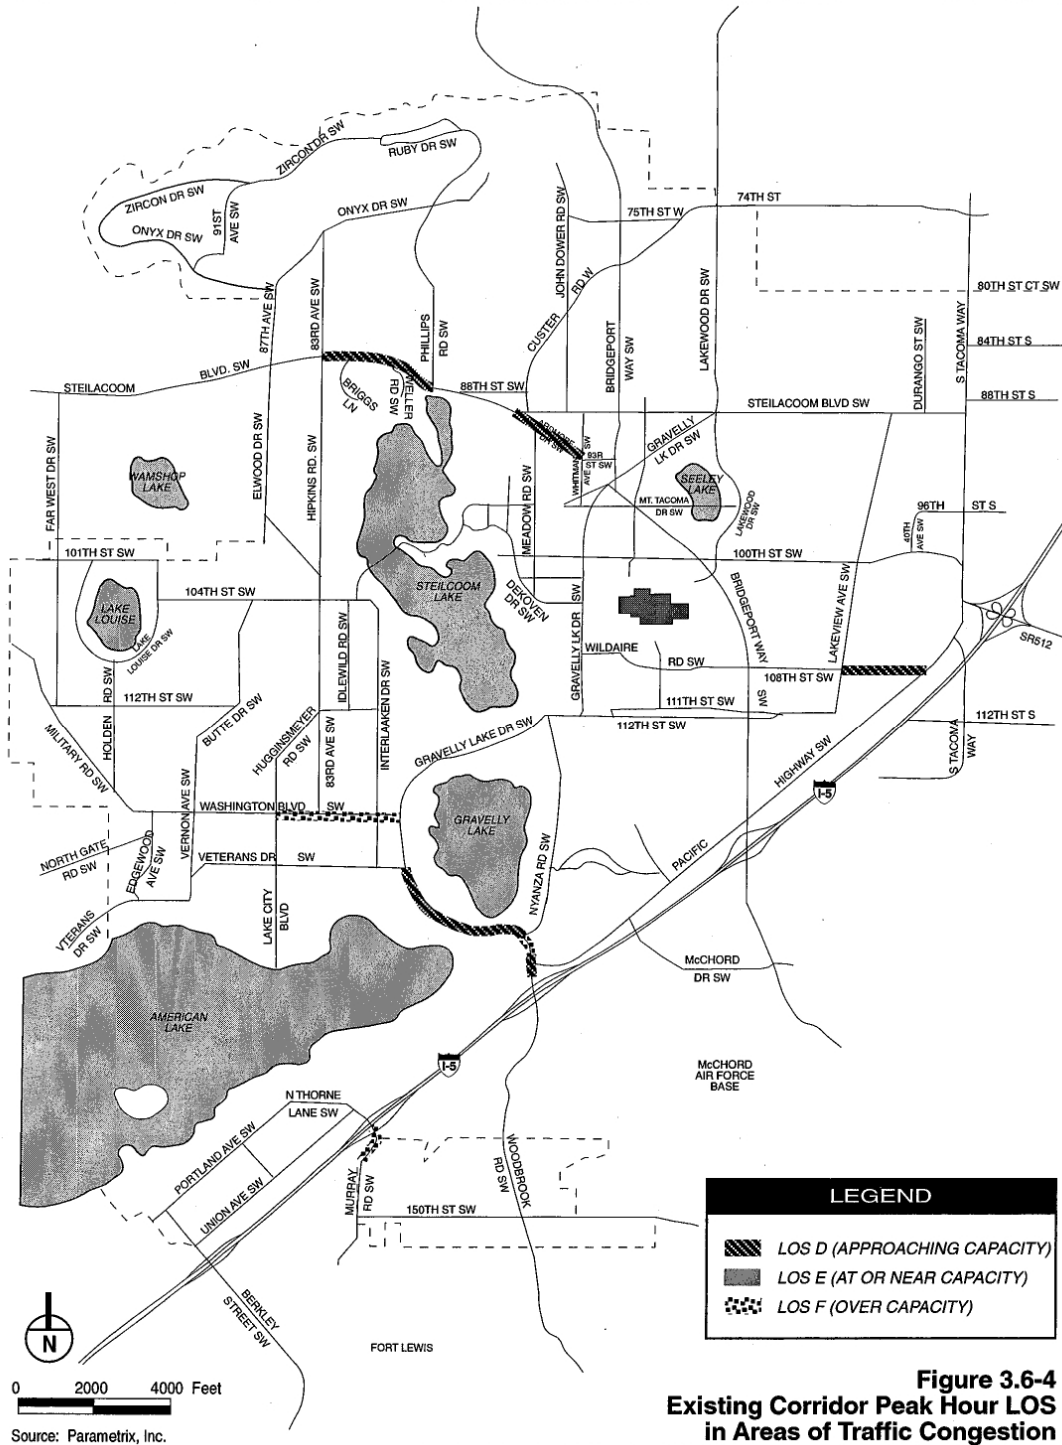 ZIRCON DR SW
RUBY DR SW
ZIRCON DR SW
ONYX DR SW
91ST
AVE SW
ONYX DR SW
74TH ST
75TH ST W
JOHN DOWER RD SW
CUSTER
RD W
80TH ST CT SW
87TH AVE SW
83RD AVE SW
PHILLIPS
RD SW
BRIDGEPORT
WAY SW
LAKEWOOD DR SW
DURANGO ST SW
S TACOMA WAY
84TH ST S
STEILACOOM
BLVD. SW
BRIGGS
LN
WELLER
RD SW
88TH ST SW
STEILACOOM BLVD SW
88TH ST S
ARDMORE
DR SW
GRAVELLY
LK DR SW
WHITMAN
AVE SW
93R
ST SW
FAR WEST DR SW
WAMSHOP
LAKE
ELWOOD DR SW
HIPKINS RD. SW
MEADOW RD SW
SEELEY
LAKE
MT. TACOMA
DR SW
LAKEWOOD
DR SW
96TH
ST S
40TH
AVE SW
101TH ST SW
100TH ST SW
104TH ST SW
LAKE
LOUISE
LAKE
LOUISE DR SW
STEILCOOM
LAKE
DEKOVEN
DR SW
GRAVELLY LK DR
SW
BRIDGEPORT WAY
SW
LAKEVIEW AVE SW
SR512
WILDAIRE
RD SW
108TH ST SW
IDLEWILD RD SW
INTERLAAKEN DR SW
HOLDEN
RD SW
112TH ST SW
BUTTE DR SW
HUGGINSMEYER
RD SW
83RD AVE SW
GRAVELLY LAKE DR SW
111TH ST SW
112TH ST SW
112TH ST S
S TACOMA
WAY
MILITARY RD SW
PACIFIC
HIGHWAY SW
I-5
WASHINGTON BLVD
SW
VERNON AVE SW
GRAVELLY
LAKE
NYANZA RD SW
NORTH GATE
RD SW
EDGEWOOD
AVE SW
VETERANS DR
SW
VTERANS
DR SW
LAKE CITY
BLVD
McCHORD
DR SW
AMERICAN
LAKE
I-5
McCHORD
AIR FORCE
BASE
N THORNE
LANE SW
PORTLAND AVE SW
UNION AVE SW
MURRAY
RD SW
WOODBROOK
RD SW
150TH ST SW
BERKLEY
STREET SW
FORT LEWIS
LEGEND
LOS D (APPROACHING CAPACITY)
LOS E (AT OR NEAR CAPACITY)
LOS F (OVER CAPACITY)
N
0 2000 4000 Feet
Source: Parametrix, Inc.
Figure 3.6-4
Existing Corridor Peak Hour LOS
in Areas of Traffic Congestion